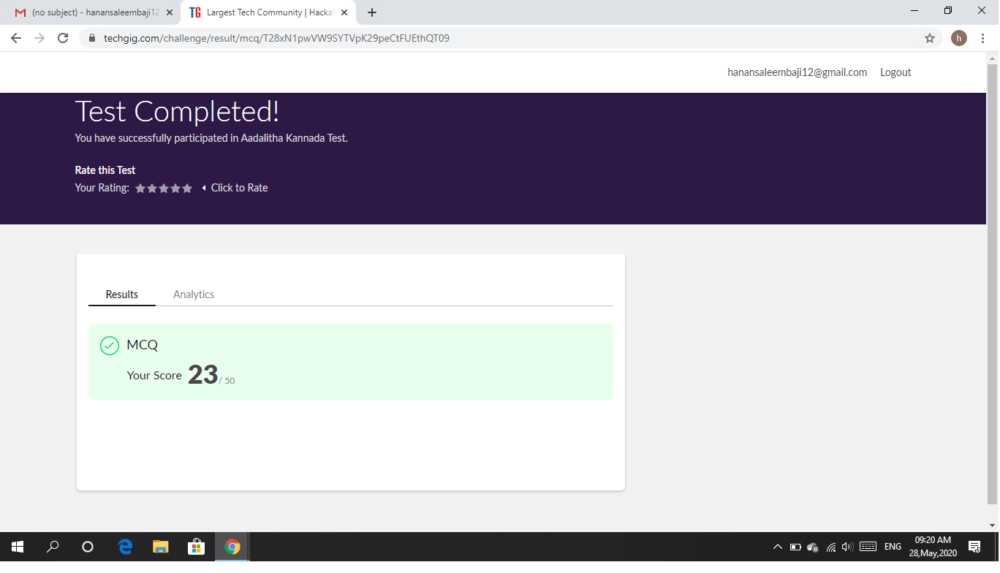 (no subject) - hanansaleembaji12
TG Largest Tech Community | Hacka
techgig.com/challenge/result/mcq/T28xN1pwVW9SYTVpK29peCtFUEthQT09
h
hanansaleembaji12@gmail.com Logout
Test Completed!
You have successfully participated in Aadalitha Kannada Test.
Rate this Test
Your Rating: Click to Rate
Results Analytics
MCQ
Your Score 23 / 50
ENG
09:20 AM
28,May,2020